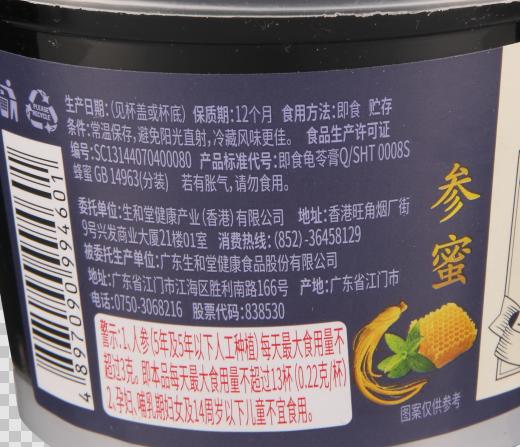 PLEASE RECYCLE
生产日期:(见杯盖或杯底) 保质期:12个月 食用方法:即食 贮存
条件:常温保存,避免阳光直射,冷藏风味更佳。 食品生产许可证
编号:SC13144070400080 产品标准代号:即食龟苓膏Q/SHT 0008S
蜂蜜GB 14963(分装) 若有胀气,请勿食用。
委托单位:生和堂健康产业(香港)有限公司 地址:香港旺角烟厂街
9号兴发商业大厦21楼01室 消费热线:(852)-36458129
被委托生产单位:广东生和堂健康食品股份有限公司
地址:广东省江门市江海区胜利南路166号 产地:广东省江门市
电话:0750-3068216 股票代码:838530
警示:1.人参(5年及5年以下人工种植)每天最大食用量不
超过3克, 即本品每天最大食用量不超过13杯(0.22克/杯)
2.孕妇、哺乳期妇女及14周岁以下儿童不宜食用。
参
蜜
图案仅供参考
4 897090 994601